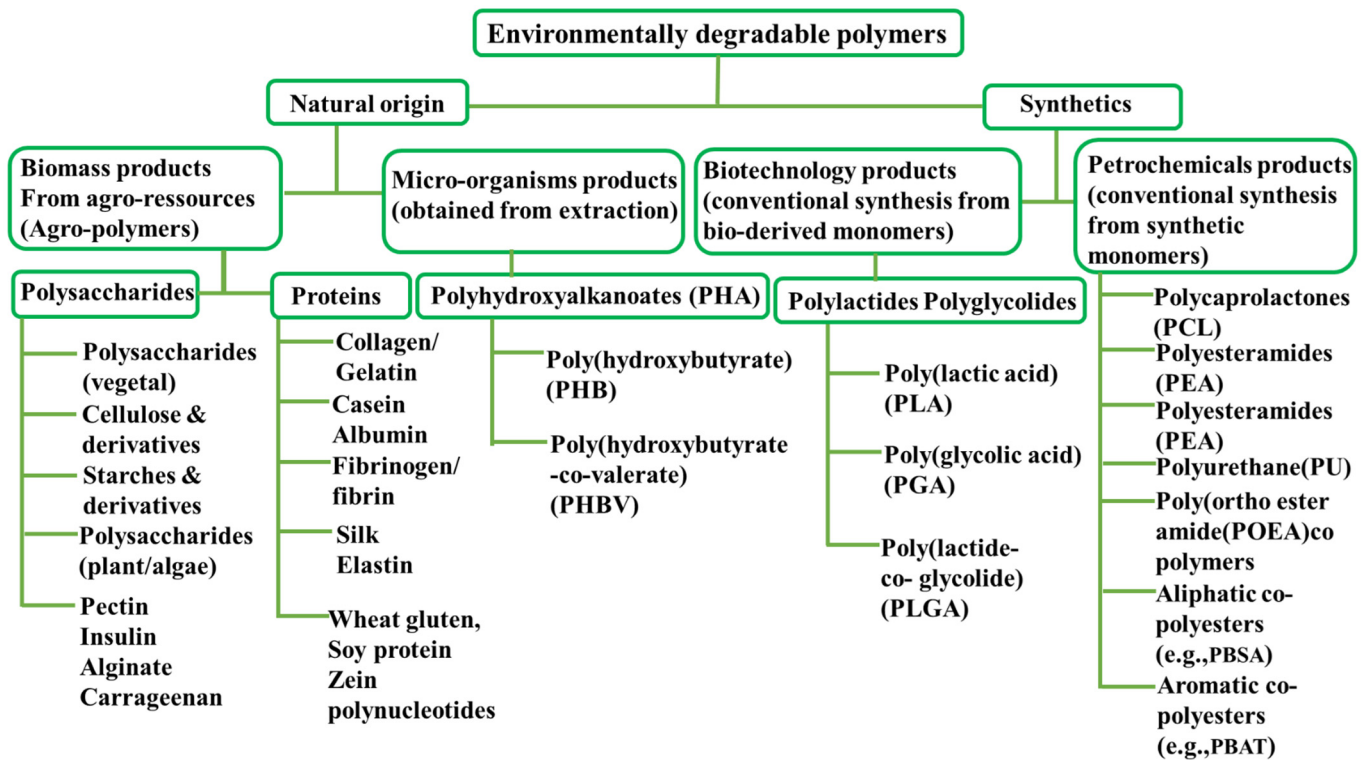 Environmentally degradable polymers
Natural origin
Synthetics
Biomass products
From agro-ressources
(Agro-polymers)
Micro-organisms products
(obtained from extraction)
Biotechnology products
(conventional synthesis from
bio-derived monomers)
Petrochemicals products
(conventional synthesis
from synthetic
monomers)
Polysaccharides
Proteins
Polyhydroxyalkanoates (PHA)
Polylactides Polyglycolides
Polysaccharides
(vegetal)
Cellulose &
derivatives
Starches &
derivatives
Polysaccharides
(plant/algae)
Pectin
Insulin
Alginate
Carrageenan
Collagen/
Gelatin
Casein
Albumin
Fibrinogen/
fibrin
Silk
Elastin
Wheat gluten,
Soy protein
Zein
polynucleotides
Poly(hydroxybutyrate)
(PHB)
Poly(hydroxybutyrate
-co-valerate)
(PHBV)
Poly(lactic acid)
(PLA)
Poly(glycolic acid)
(PGA)
Poly(lactide-
co- glycolide)
(PLGA)
Polycaprolactones
(PCL)
Polyesteramides
(PEA)
Polyesteramides
(PEA)
Polyurethane(PU)
Poly(ortho ester
amide(POEA)co
polymers
Aliphatic co-
polyesters
(e.g.,PBSA)
Aromatic co-
polyesters
(e.g.,PBAT)